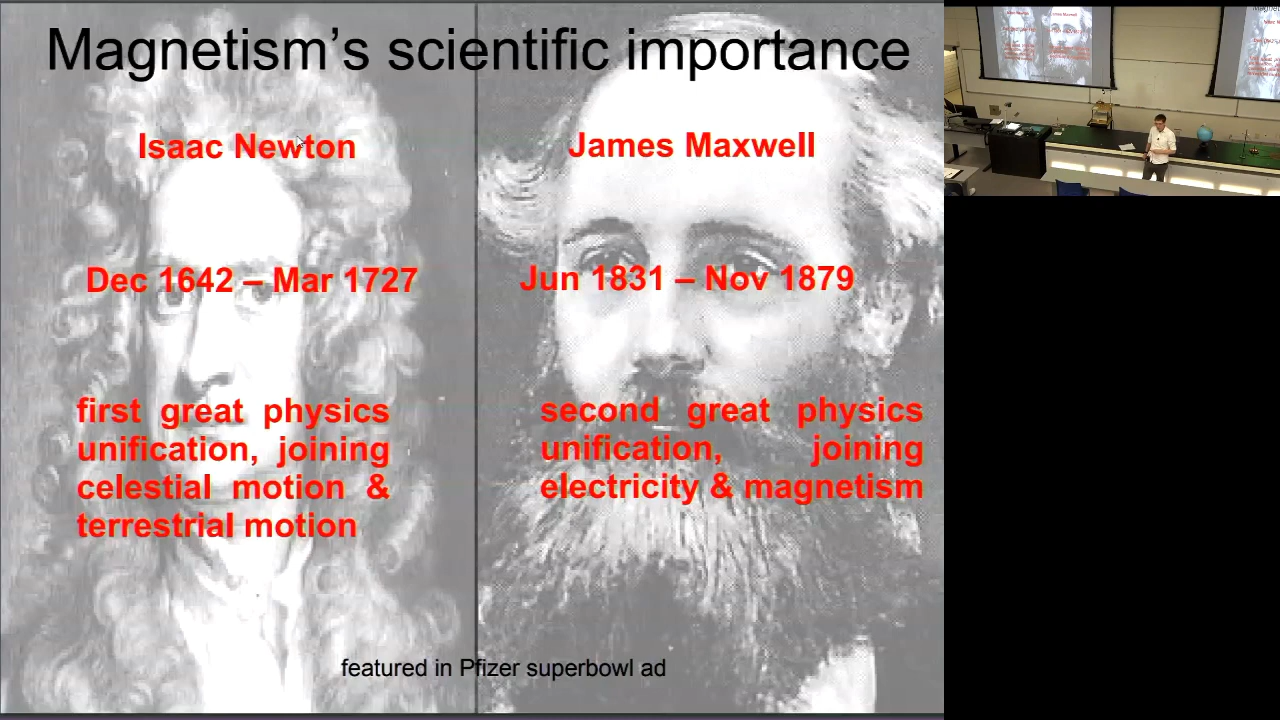 Magnetism's scientific importance
Isaac Newton
Dec 1642 – Mar 1727
first great physics
unification, joining
celestial motion &
terrestrial motion
James Maxwell
Jun 1831 – Nov 1879
second great physics
unification, joining
electricity & magnetism
featured in Pfizer superbowl ad